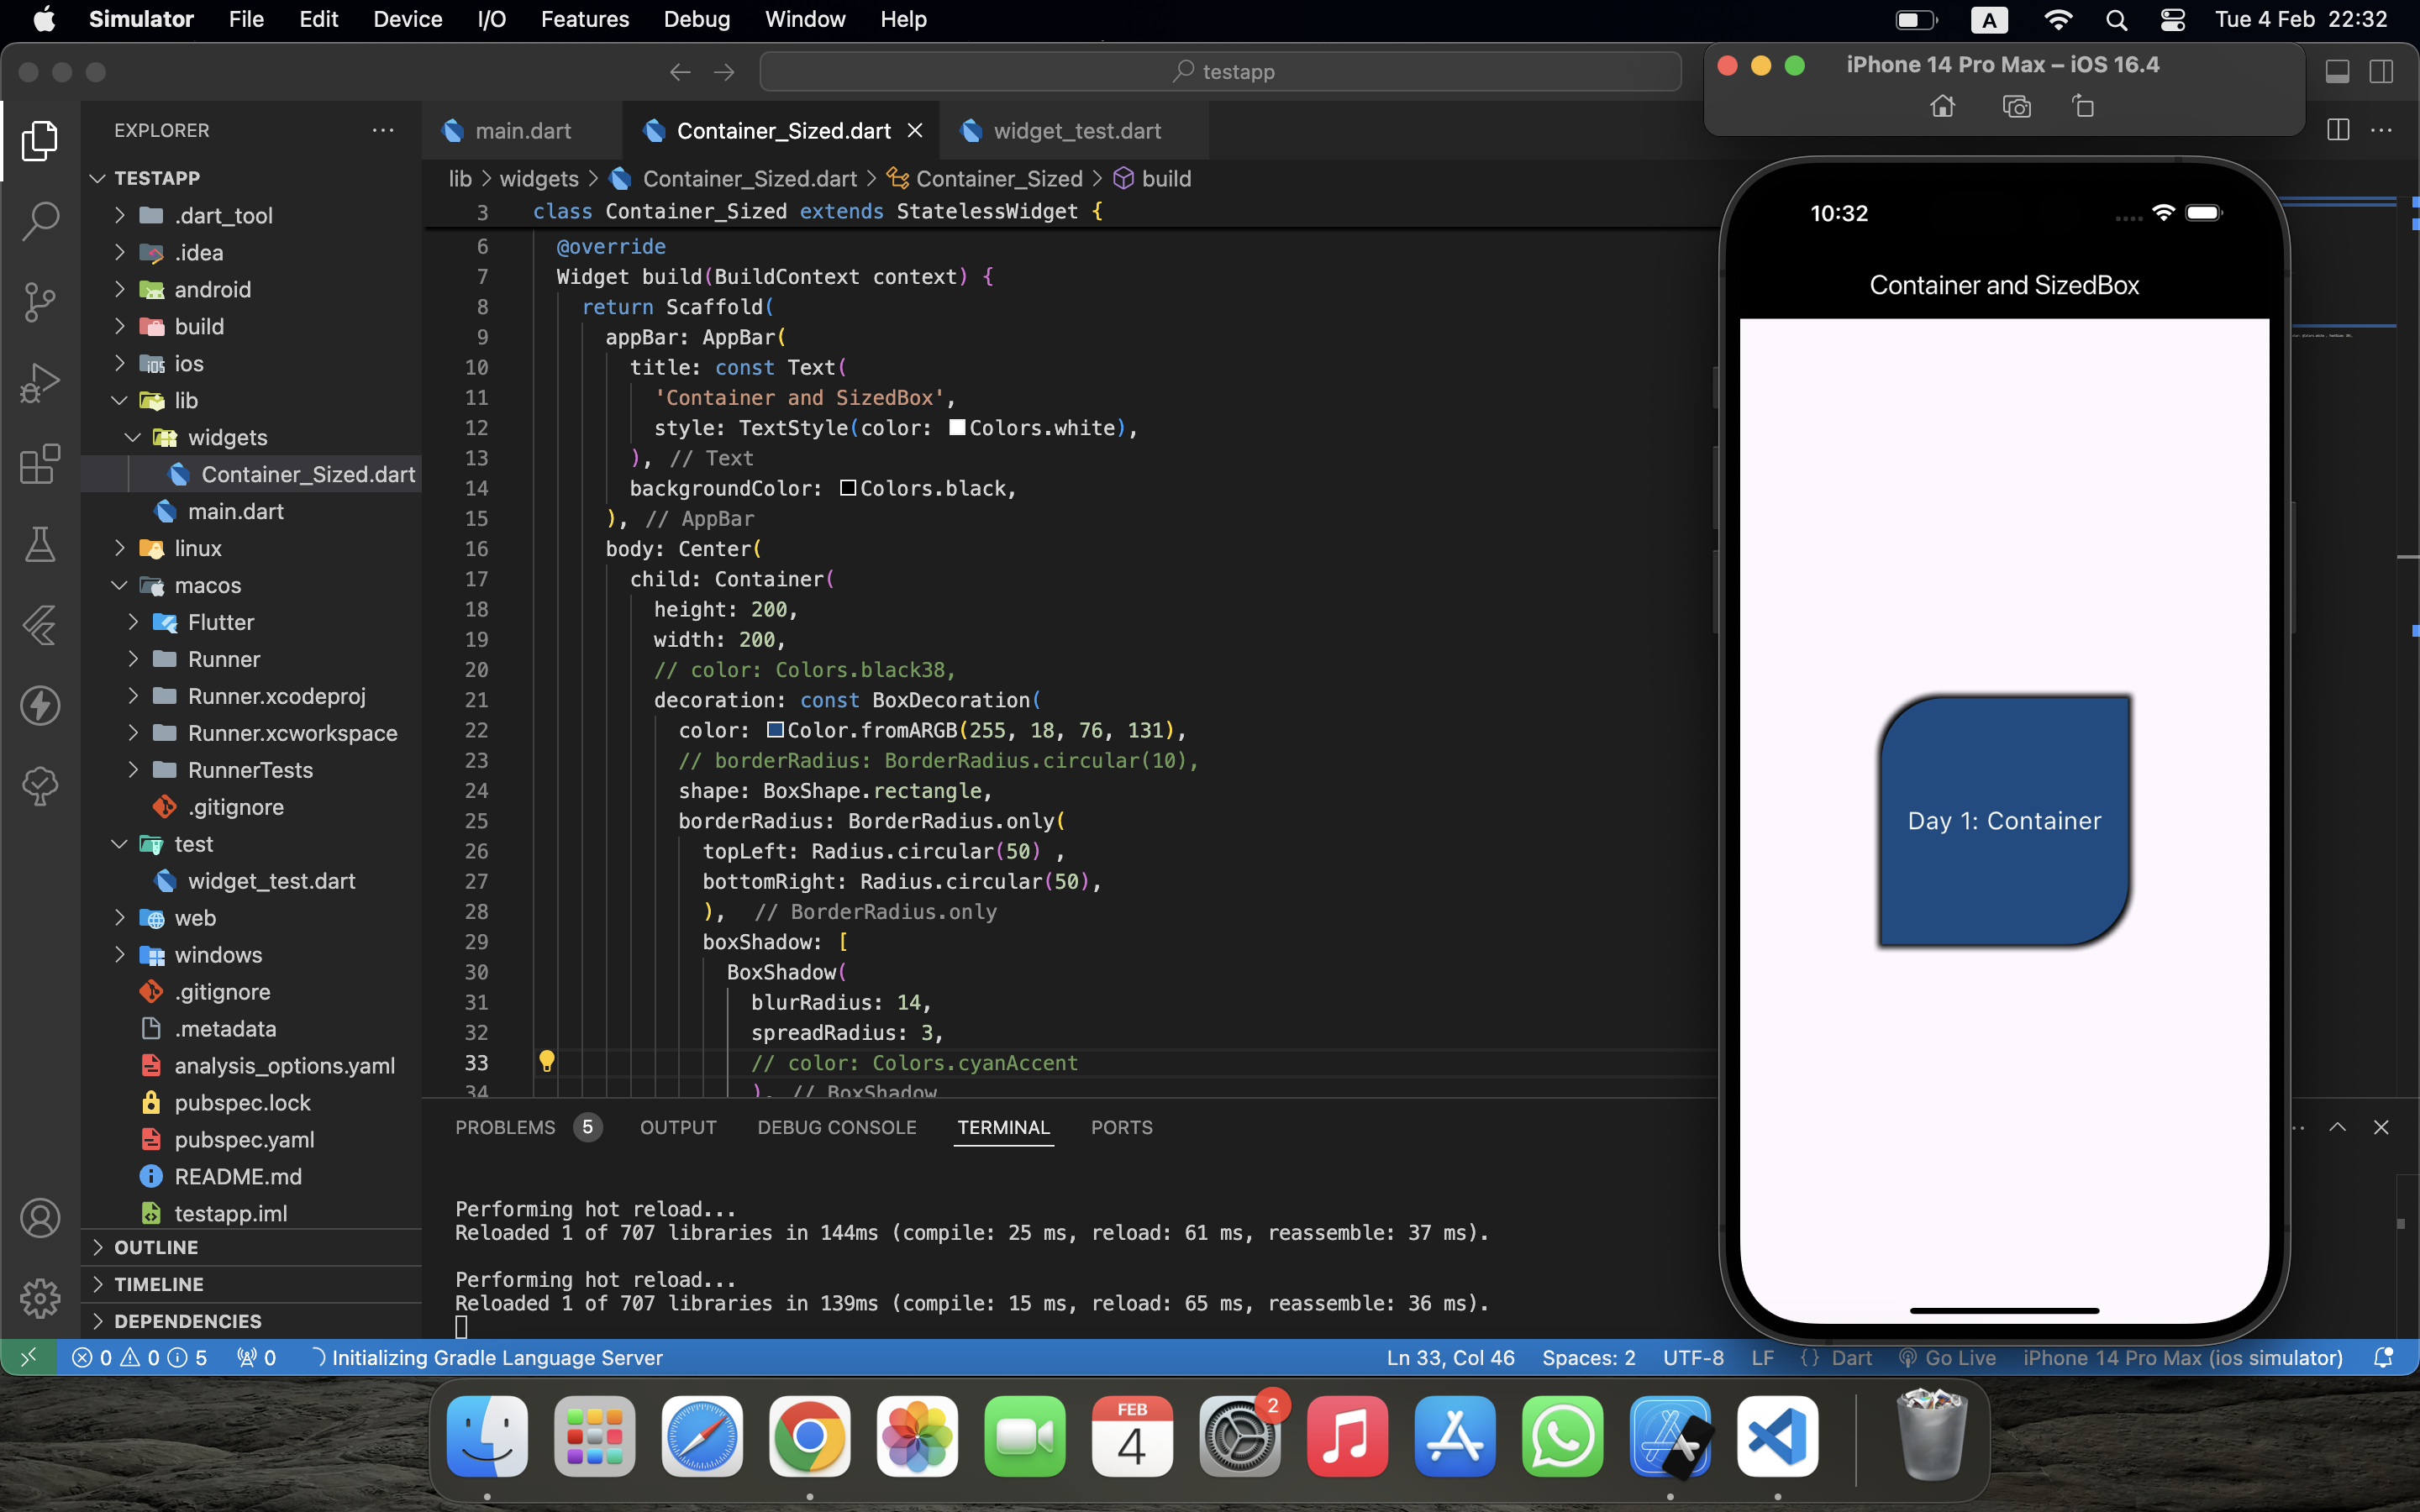 Simulator File Edit Device I/O Features Debug Window Help
A Tue 4 Feb 22:32
testapp
iPhone 14 Pro Max – iOS 16.4
EXPLORER
TESTAPP
.dart_tool
.idea
android
build
ios
lib
widgets
Container_Sized.dart
main.dart
linux
macos
Flutter
Runner
Runner.xcodeproj
Runner.xcworkspace
RunnerTests
.gitignore
test
widget_test.dart
web
windows
.gitignore
.metadata
analysis_options.yaml
pubspec.lock
pubspec.yaml
README.md
testapp.iml
OUTLINE
TIMELINE
DEPENDENCIES
main.dart Container_Sized.dart widget_test.dart
lib > widgets > Container_Sized.dart > Container_Sized > build
3 class Container_Sized extends StatelessWidget {
6 @override
7 Widget build(BuildContext context) {
8 return Scaffold(
9 appBar: AppBar(
10 title: const Text(
11 'Container and SizedBox',
12 style: TextStyle(color: Colors.white),
13 ), // Text
14 backgroundColor: Colors.black,
15 ), // AppBar
16 body: Center(
17 child: Container(
18 height: 200,
19 width: 200,
20 // color: Colors.black38,
21 decoration: const BoxDecoration(
22 color: Color.fromARGB(255, 18, 76, 131),
23 // borderRadius: BorderRadius.circular(10),
24 shape: BoxShape.rectangle,
25 borderRadius: BorderRadius.only(
26 topLeft: Radius.circular(50) ,
27 bottomRight: Radius.circular(50),
28 ), // BorderRadius.only
29 boxShadow: [
30 BoxShadow(
31 blurRadius: 14,
32 spreadRadius: 3,
33 // color: Colors.cyanAccent
34 ), // BoxShadow
PROBLEMS 5 OUTPUT DEBUG CONSOLE TERMINAL PORTS
Performing hot reload...
Reloaded 1 of 707 libraries in 144ms (compile: 25 ms, reload: 61 ms, reassemble: 37 ms).
Performing hot reload...
Reloaded 1 of 707 libraries in 139ms (compile: 15 ms, reload: 65 ms, reassemble: 36 ms).
10:32
Container and SizedBox
Day 1: Container
0 0 5 0 Initializing Gradle Language Server Ln 33, Col 46 Spaces: 2 UTF-8 LF {} Dart Go Live iPhone 14 Pro Max (ios simulator)
FEB
4
2